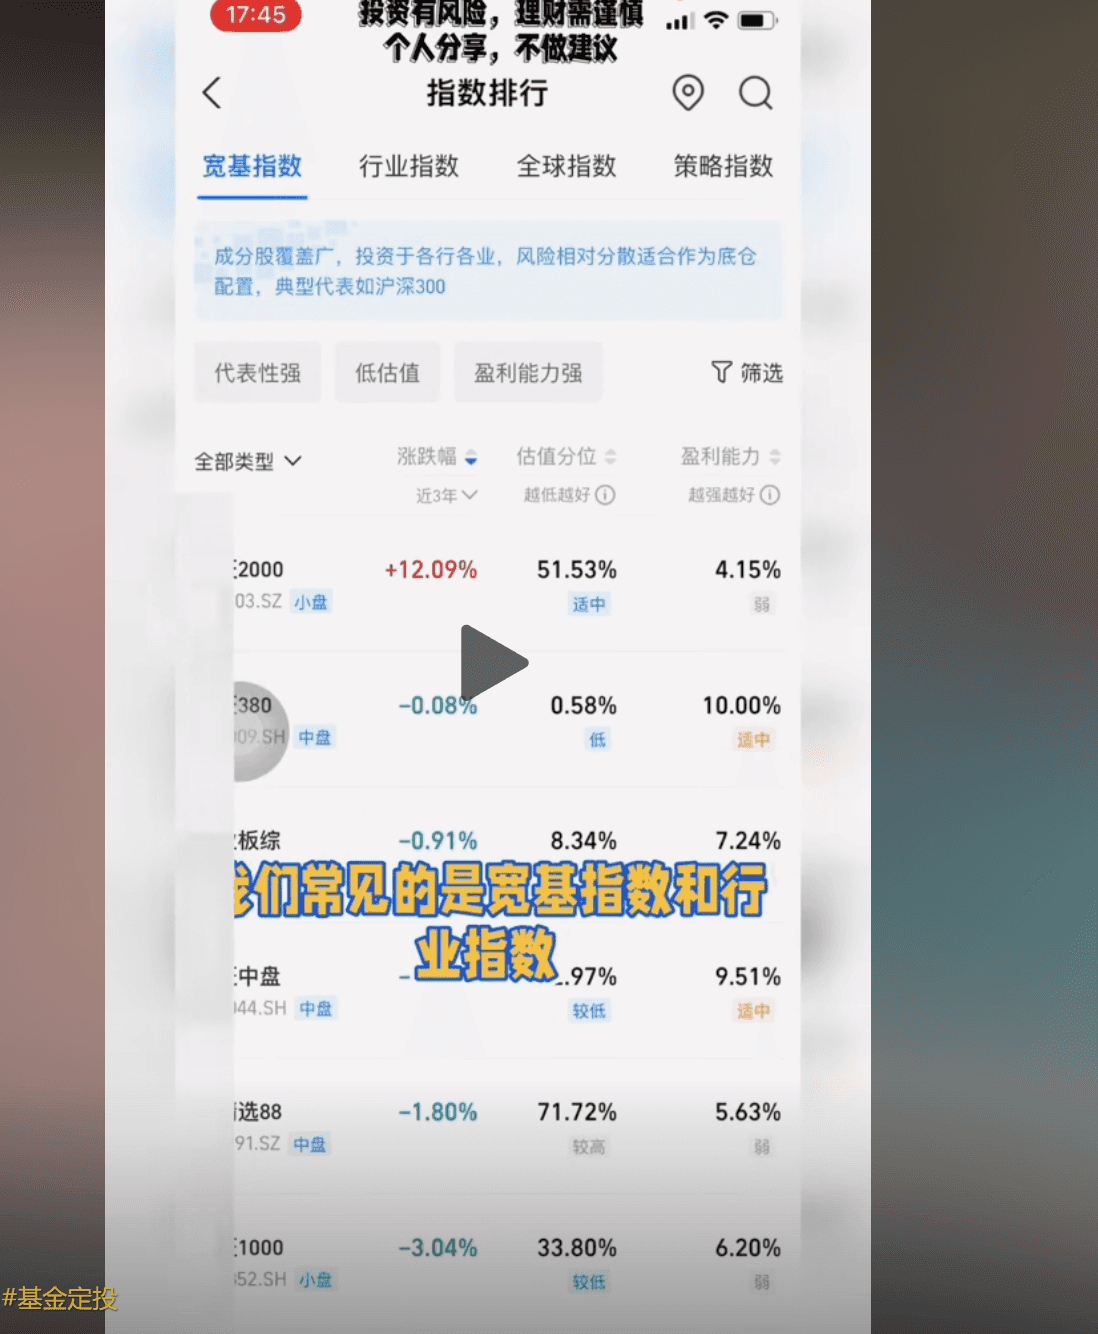 17:45
投资有风险，理财需谨慎
个人分享，不做建议
指数排行
宽基指数 行业指数 全球指数 策略指数
成分股覆盖广，投资于各行各业，风险相对分散适合作为底仓
配置，典型代表如沪深300
代表性强 低估值 盈利能力强 筛选
全部类型 涨跌幅 估值分位 盈利能力
近3年 越低越好 越强越好
2000 +12.09% 51.53% 4.15%
03.SZ 小盘 适中 弱
380 -0.08% 0.58% 10.00%
09.SH 中盘 低 适中
板综 -0.91% 8.34% 7.24%
我们常见的是宽基指数和行
业指数
中盘 - .97% 9.51%
044.SH 中盘 较低 适中
选88 -1.80% 71.72% 5.63%
91.SZ 中盘 较高 弱
1000 -3.04% 33.80% 6.20%
52.SH 小盘 较低 弱
#基金定投